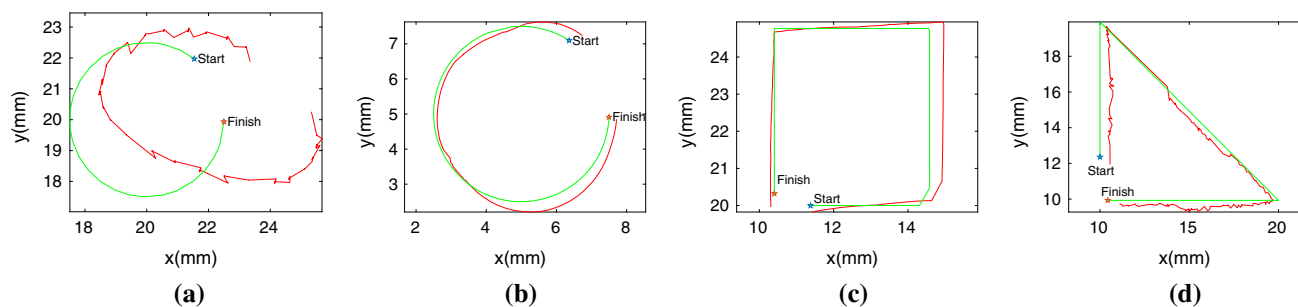 23
22
21
20
19
18
18 20 22 24
y(mm)
x(mm)
Start
Finish
(a)
7
6
5
4
3
2
2 4 6 8
y(mm)
x(mm)
Start
Finish
(b)
24
23
22
21
20
10 12 14
y(mm)
x(mm)
Finish
Start
(c)
18
16
14
12
10
10 15 20
y(mm)
x(mm)
Start
Finish
(d)